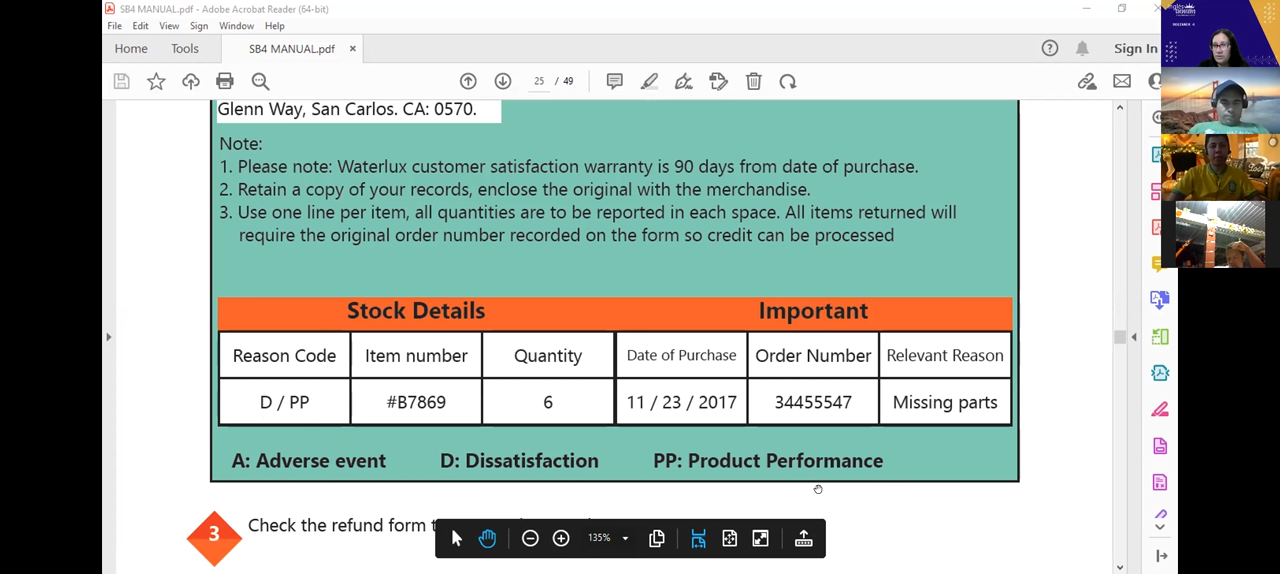 SB4 MANUAL.pdf - Adobe Acrobat Reader (64-bit)
File Edit View Sign Window Help
Home Tools SB4 MANUAL.pdf × Sign In
25 / 49
Glenn Way, San Carlos. CA: 0570.
Note:
1. Please note: Waterlux customer satisfaction warranty is 90 days from date of purchase.
2. Retain a copy of your records, enclose the original with the merchandise.
3. Use one line per item, all quantities are to be reported in each space. All items returned will
require the original order number recorded on the form so credit can be processed
Stock Details Important
Reason Code Item number Quantity Date of Purchase Order Number Relevant Reason
D / PP #B7869 6 11 / 23 / 2017 34455547 Missing parts
A: Adverse event D: Dissatisfaction PP: Product Performance
3 Check the refund form
135%